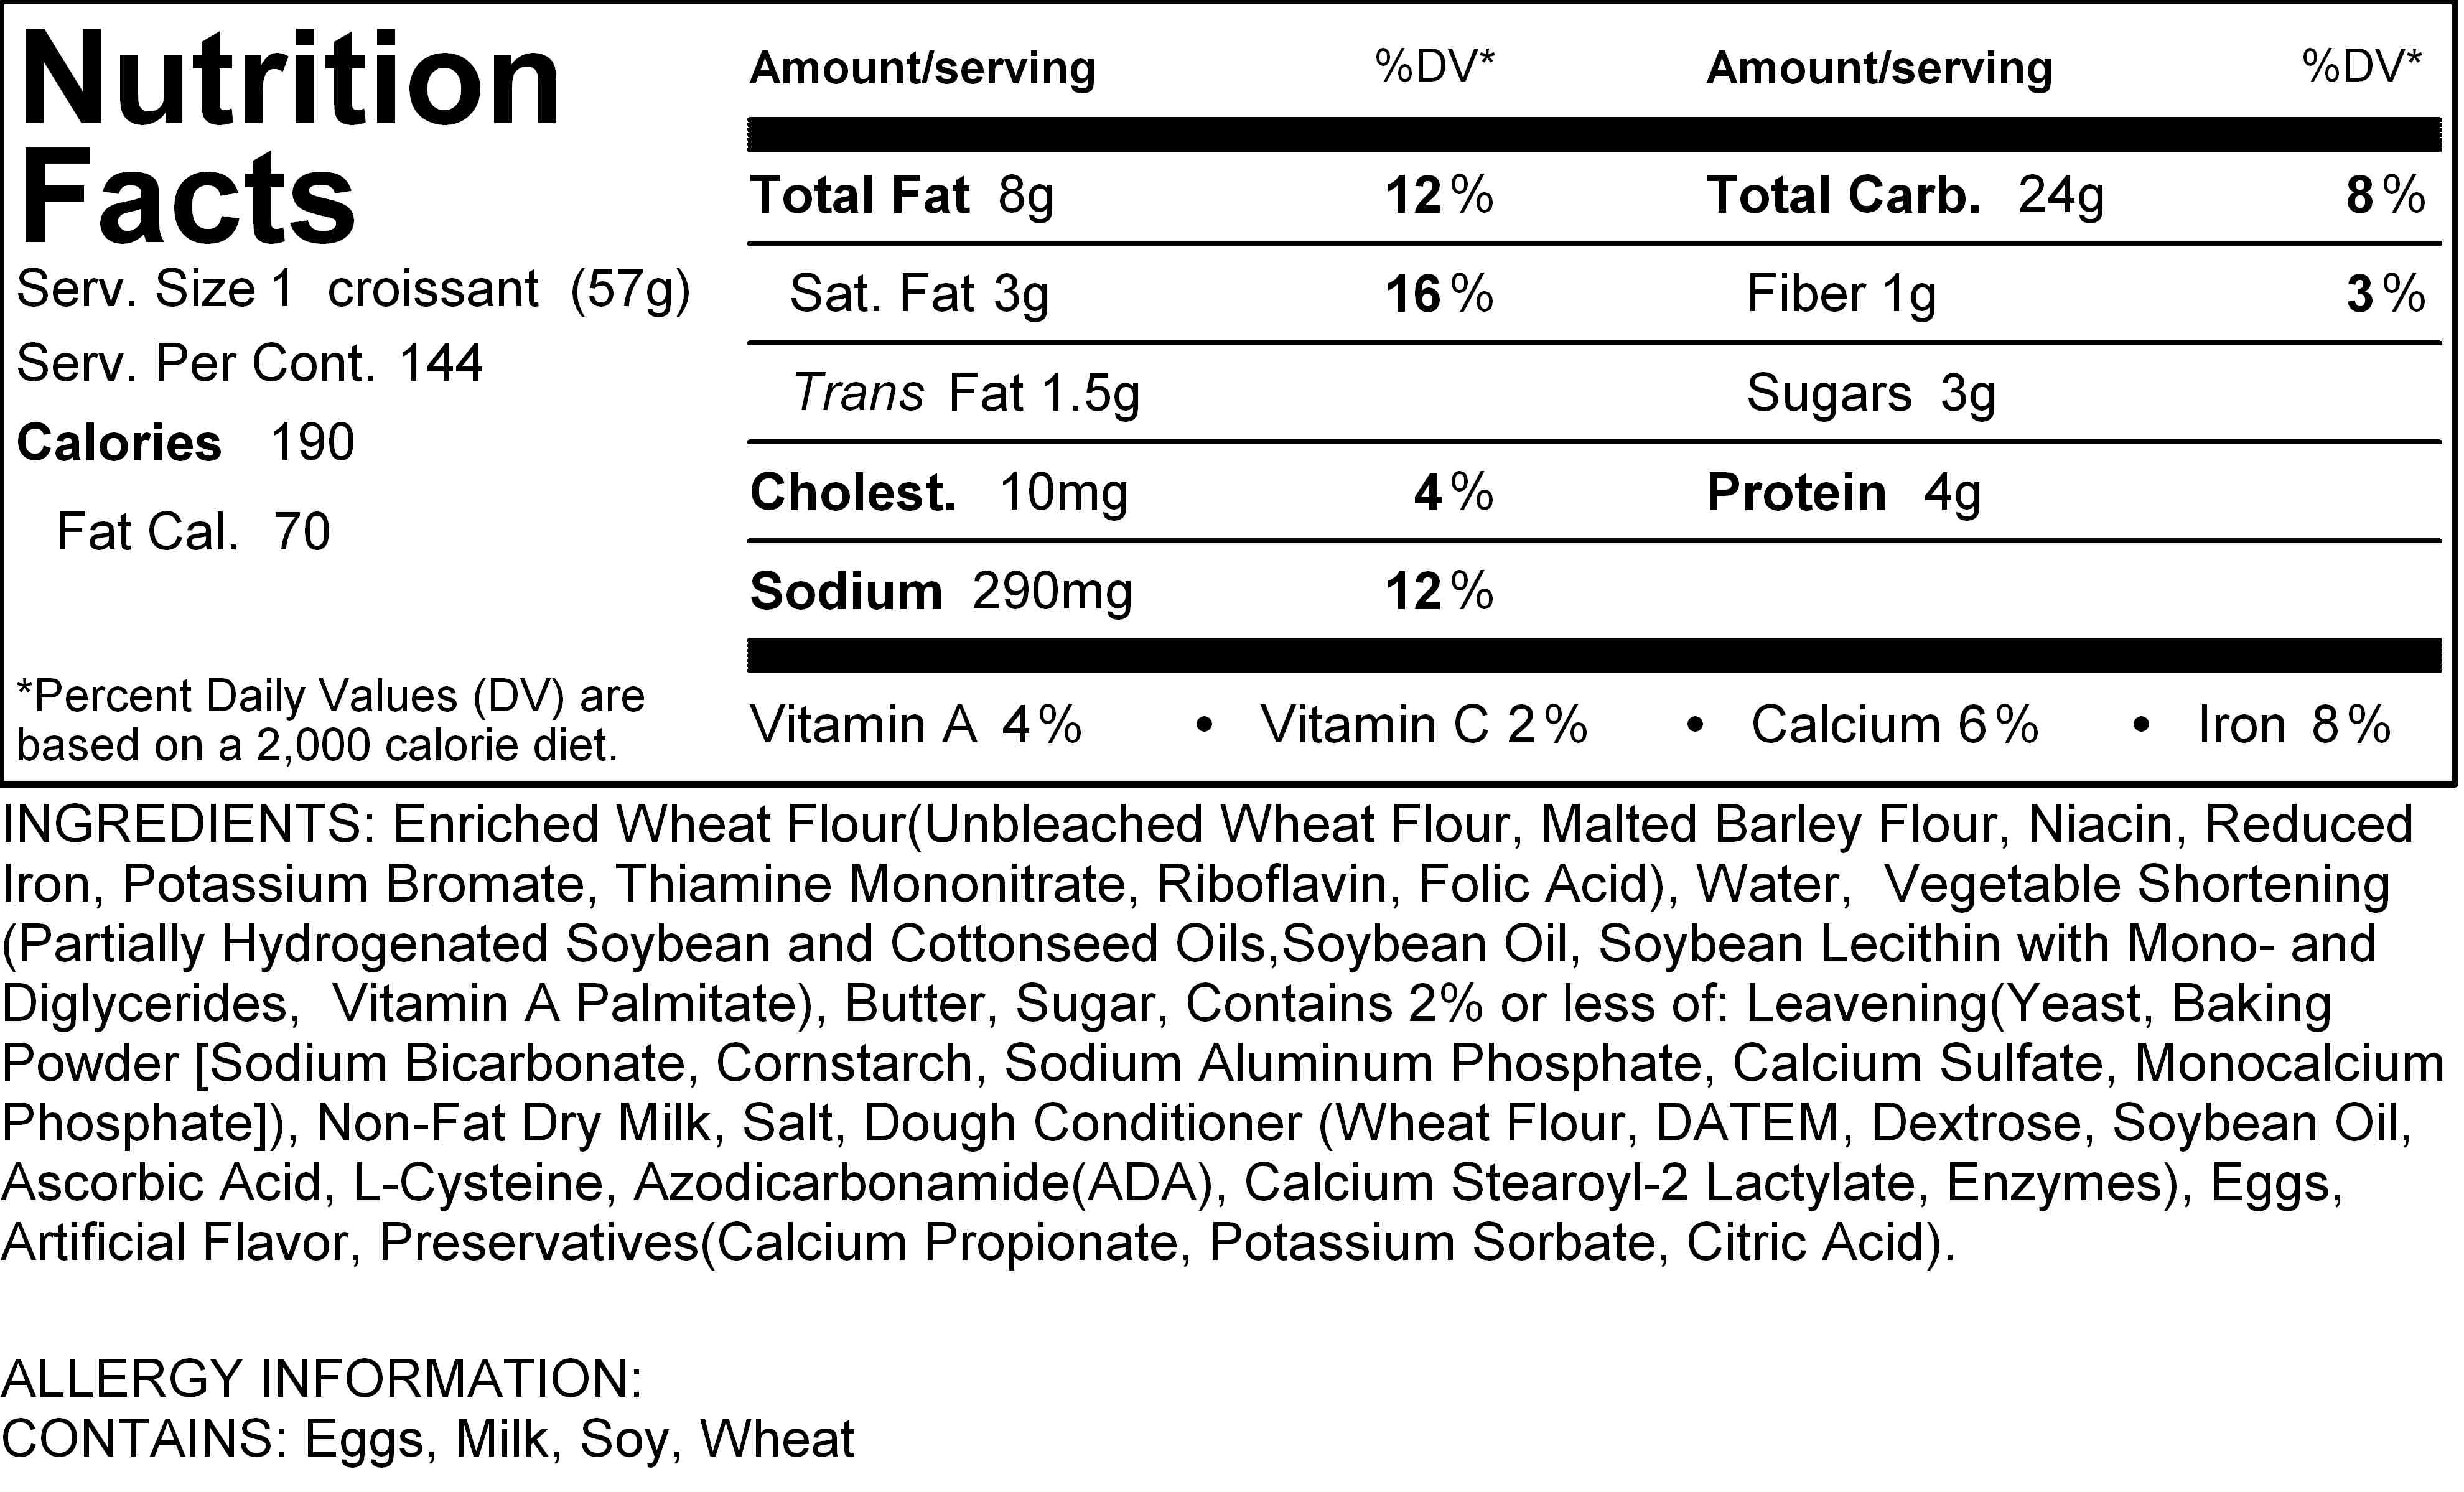 Nutrition
Facts
Serv. Size 1 croissant (57g)
Serv. Per Cont. 144
Calories 190
Fat Cal. 70
*Percent Daily Values (DV) are
based on a 2,000 calorie diet.
Amount/serving %DV* Amount/serving %DV*
Total Fat 8g 12% Total Carb. 24g 8%
Sat. Fat 3g 16% Fiber 1g 3%
Trans Fat 1.5g Sugars 3g
Cholest. 10mg 4% Protein 4g
Sodium 290mg 12%
Vitamin A 4% • Vitamin C 2% • Calcium 6% • Iron 8%
INGREDIENTS: Enriched Wheat Flour(Unbleached Wheat Flour, Malted Barley Flour, Niacin, Reduced
Iron, Potassium Bromate, Thiamine Mononitrate, Riboflavin, Folic Acid), Water, Vegetable Shortening
(Partially Hydrogenated Soybean and Cottonseed Oils,Soybean Oil, Soybean Lecithin with Mono- and
Diglycerides, Vitamin A Palmitate), Butter, Sugar, Contains 2% or less of: Leavening(Yeast, Baking
Powder [Sodium Bicarbonate, Cornstarch, Sodium Aluminum Phosphate, Calcium Sulfate, Monocalcium
Phosphate]), Non-Fat Dry Milk, Salt, Dough Conditioner (Wheat Flour, DATEM, Dextrose, Soybean Oil,
Ascorbic Acid, L-Cysteine, Azodicarbonamide(ADA), Calcium Stearoyl-2 Lactylate, Enzymes), Eggs,
Artificial Flavor, Preservatives(Calcium Propionate, Potassium Sorbate, Citric Acid).
ALLERGY INFORMATION:
CONTAINS: Eggs, Milk, Soy, Wheat